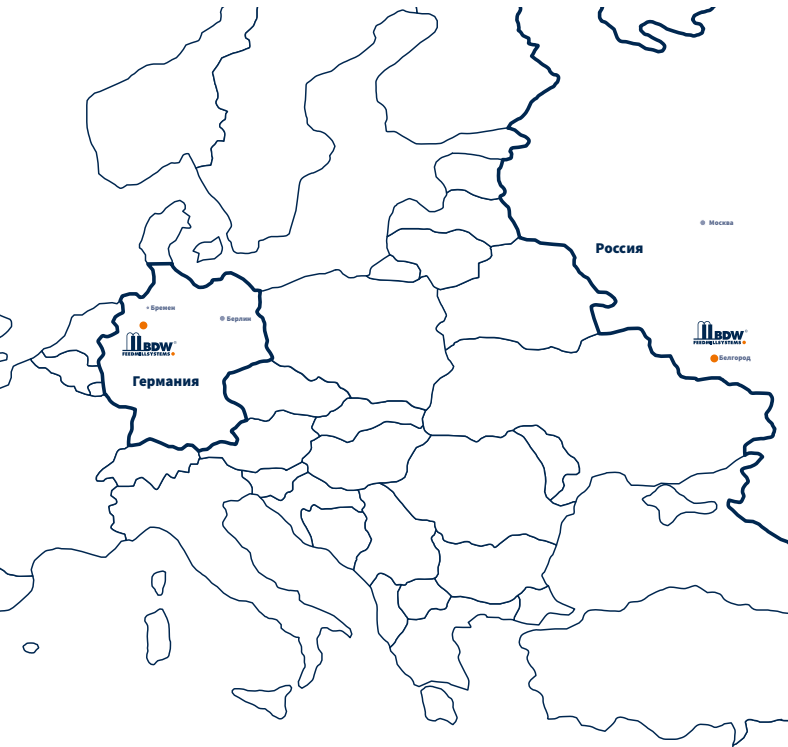 Москва
Россия
Бремен
Берлин
BDW®
FEEDMILLSYSTEMS
BDW®
FEEDMILLSYSTEMS
Белгород
Германия